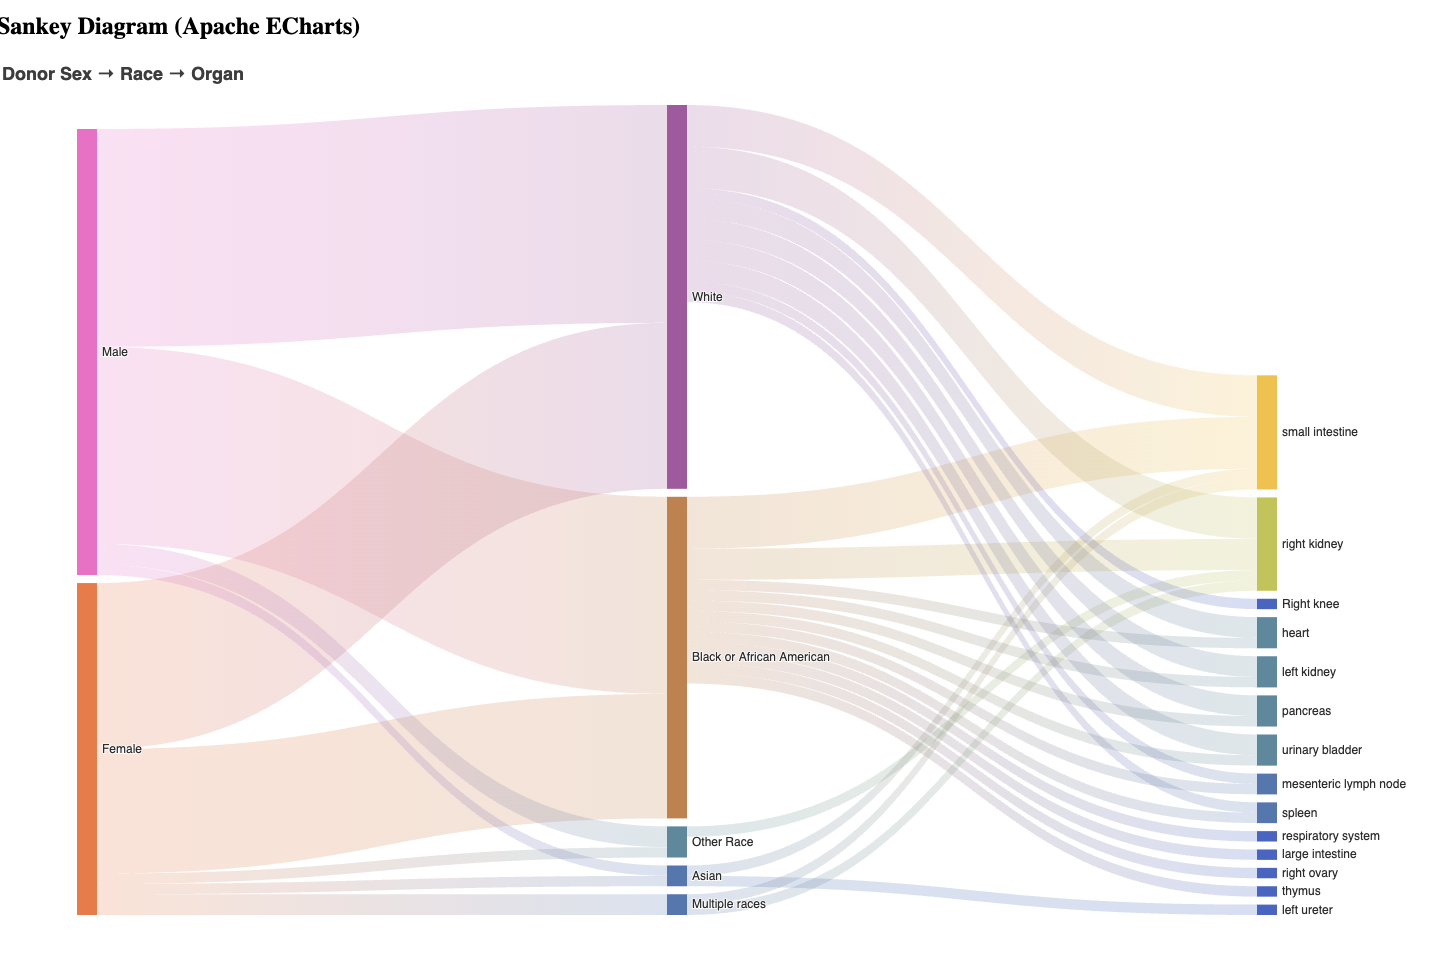 Sankey Diagram (Apache ECharts)
Donor Sex → Race → Organ
Male
Female
White
Black or African American
Other Race
Asian
Multiple races
small intestine
right kidney
Right knee
heart
left kidney
pancreas
urinary bladder
mesenteric lymph node
spleen
respiratory system
large intestine
right ovary
thymus
left ureter